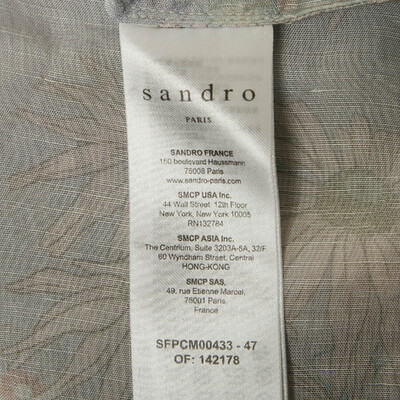 sandro
PARIS
SANDRO FRANCE
150 boulevard Haussmann
75008 Paris
www.sandro-paris.com
SMCP USA Inc.
44 Wall Street, 12th Floor
New York, New York 10005
RN132784
SMCP ASIA Inc.
The Centrium, Suite 3203A-5A, 32/F
60 Wyndham Street, Central
HONG-KONG
SMCP SAS,
49, rue Etienne Marcel,
75001 Paris,
France
SFPCM00433 - 47
OF: 142178